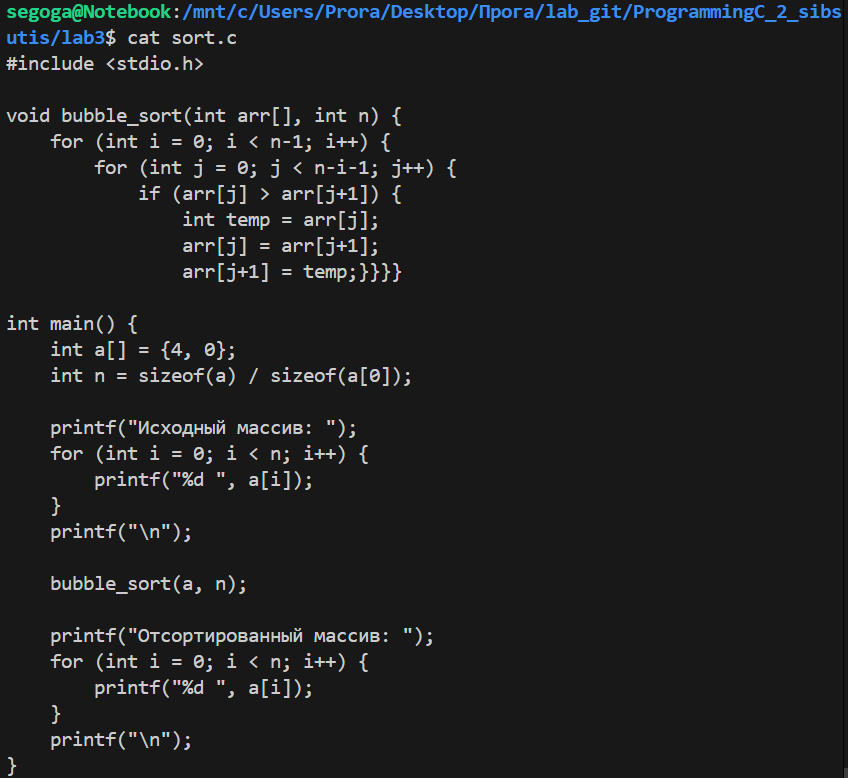 segoga@Notebook:/mnt/c/Users/Prora/Desktop/Прога/lab_git/ProgrammingC_2_sibs
utis/lab3$ cat sort.c
#include <stdio.h>

void bubble_sort(int arr[], int n) {
    for (int i = 0; i < n-1; i++) {
        for (int j = 0; j < n-i-1; j++) {
            if (arr[j] > arr[j+1]) {
                int temp = arr[j];
                arr[j] = arr[j+1];
                arr[j+1] = temp;}}}}

int main() {
    int a[] = {4, 0};
    int n = sizeof(a) / sizeof(a[0]);

    printf("Исходный массив: ");
    for (int i = 0; i < n; i++) {
        printf("%d ", a[i]);
    }
    printf("\n");

    bubble_sort(a, n);

    printf("Отсортированный массив: ");
    for (int i = 0; i < n; i++) {
        printf("%d ", a[i]);
    }
    printf("\n");
}